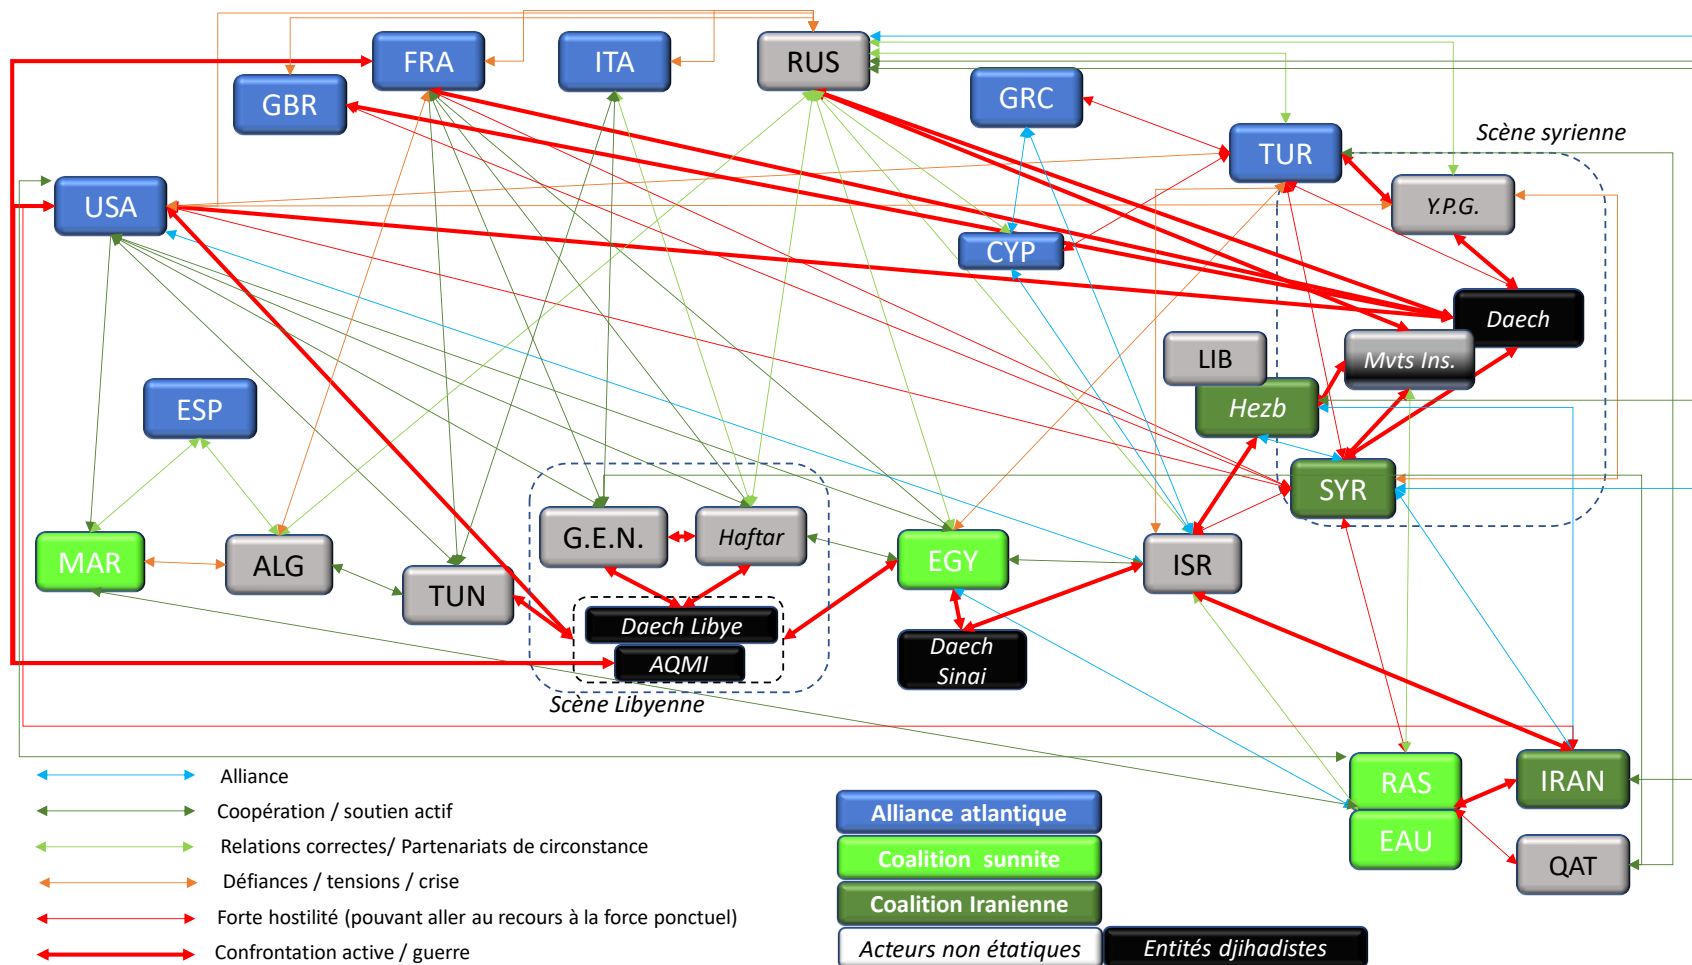 FRA
ITA
RUS
GBR
GRC
Scène syrienne
TUR
USA
Y.P.G.
CYP
Daech
LIB
Mvts Ins.
ESP
Hezb
SYR
G.E.N.
Haftar
MAR
ALG
EGY
ISR
TUN
Daech Libye
AQMI
Daech
Sinai
Scène Libyenne
RAS
IRAN
EAU
QAT
Alliance
Coopération / soutien actif
Relations correctes/ Partenariats de circonstance
Défiances / tensions / crise
Forte hostilité (pouvant aller au recours à la force ponctuel)
Confrontation active / guerre
Alliance atlantique
Coalition sunnite
Coalition Iranienne
Acteurs non étatiques
Entités djihadistes